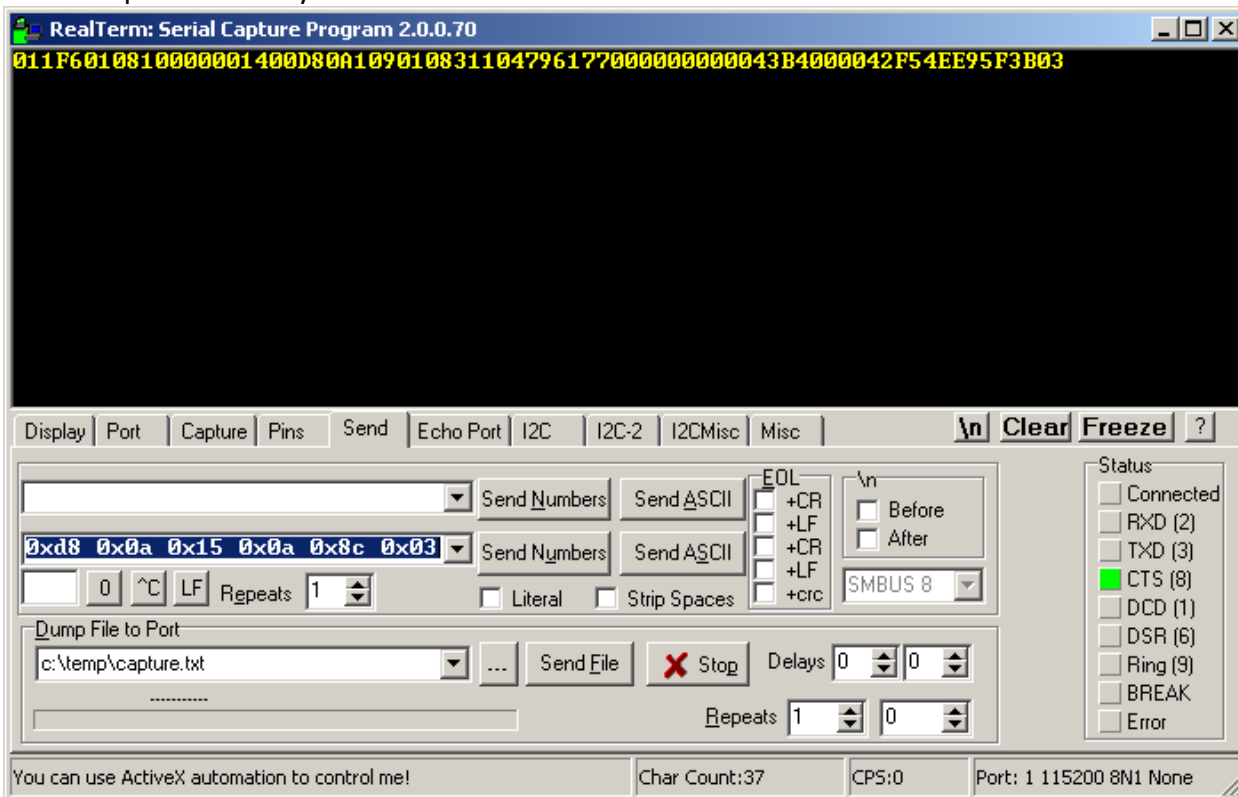 RealTerm: Serial Capture Program 2.0.0.70
011F60108100000001400D80A109010831104796177000000000043B4000042F54EE95F3B03
Display Port Capture Pins Send Echo Port I2C I2C-2 I2CMisc Misc \n Clear Freeze ?
EOL \n Status
Send Numbers Send ASCII +CR Before Connected
+LF After RXD (2)
0xd8 0x0a 0x15 0x0a 0x8c 0x03 Send Numbers Send ASCII +CR TXD (3)
+LF CTS (8)
0 ^C LF Repeats 1 Literal Strip Spaces +crc SMBUS 8 DCD (1)
Dump File to Port DSR (6)
c:\temp\capture.txt ... Send File Stop Delays 0 0 Ring (9)
BREAK
Repeats 1 0 Error
You can use ActiveX automation to control me! Char Count:37 CPS:0 Port: 1 115200 8N1 None